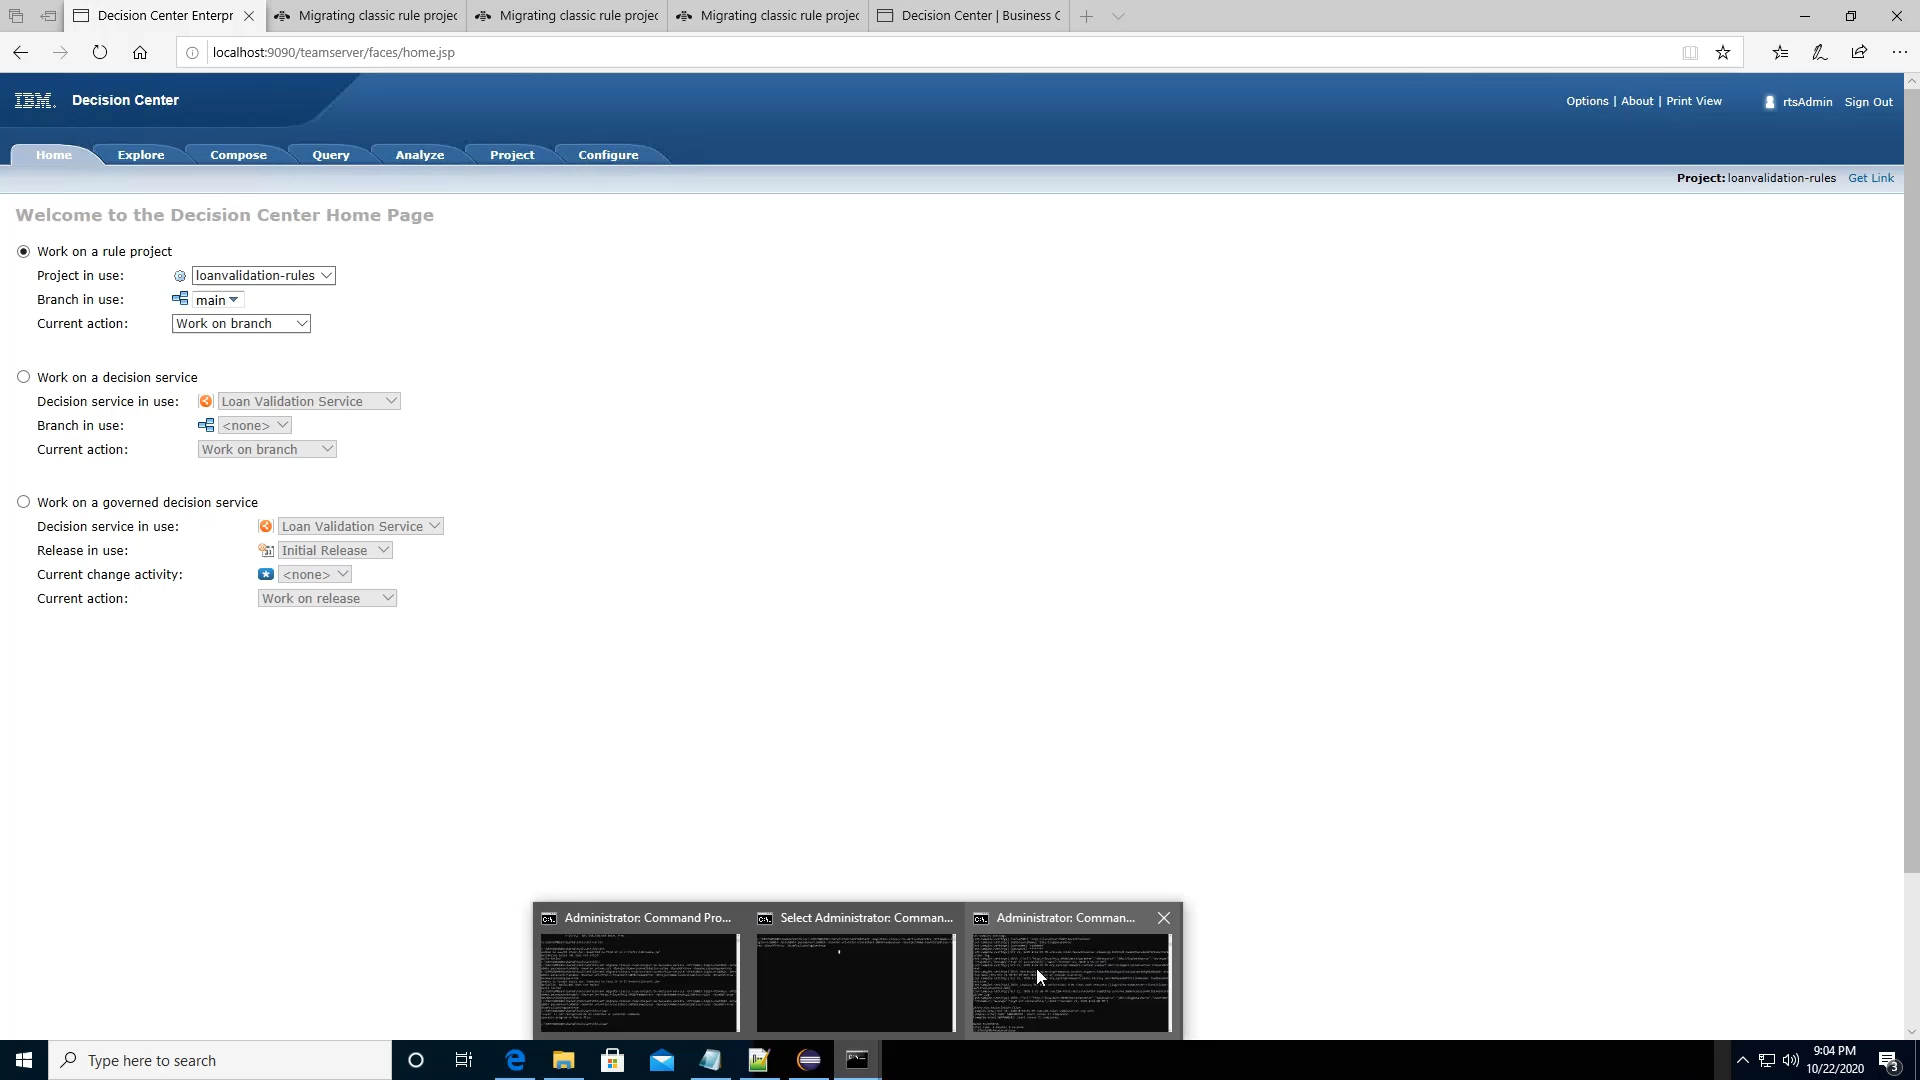 Decision Center Enterpr
Migrating classic rule projec
Migrating classic rule projec
Migrating classic rule projec
Decision Center | Business C
localhost:9090/teamserver/faces/home.jsp
IBM. Decision Center
Options | About | Print View rtsAdmin Sign Out
Home Explore Compose Query Analyze Project Configure
Project: loanvalidation-rules Get Link
Welcome to the Decision Center Home Page
Work on a rule project
Project in use: loanvalidation-rules
Branch in use: main
Current action: Work on branch
Work on a decision service
Decision service in use: Loan Validation Service
Branch in use: <none>
Current action: Work on branch
Work on a governed decision service
Decision service in use: Loan Validation Service
Release in use: Initial Release
Current change activity: <none>
Current action: Work on release
Administrator: Command Pro...
Select Administrator: Comman...
Administrator: Comman...
Type here to search
9:04 PM
10/22/2020
3